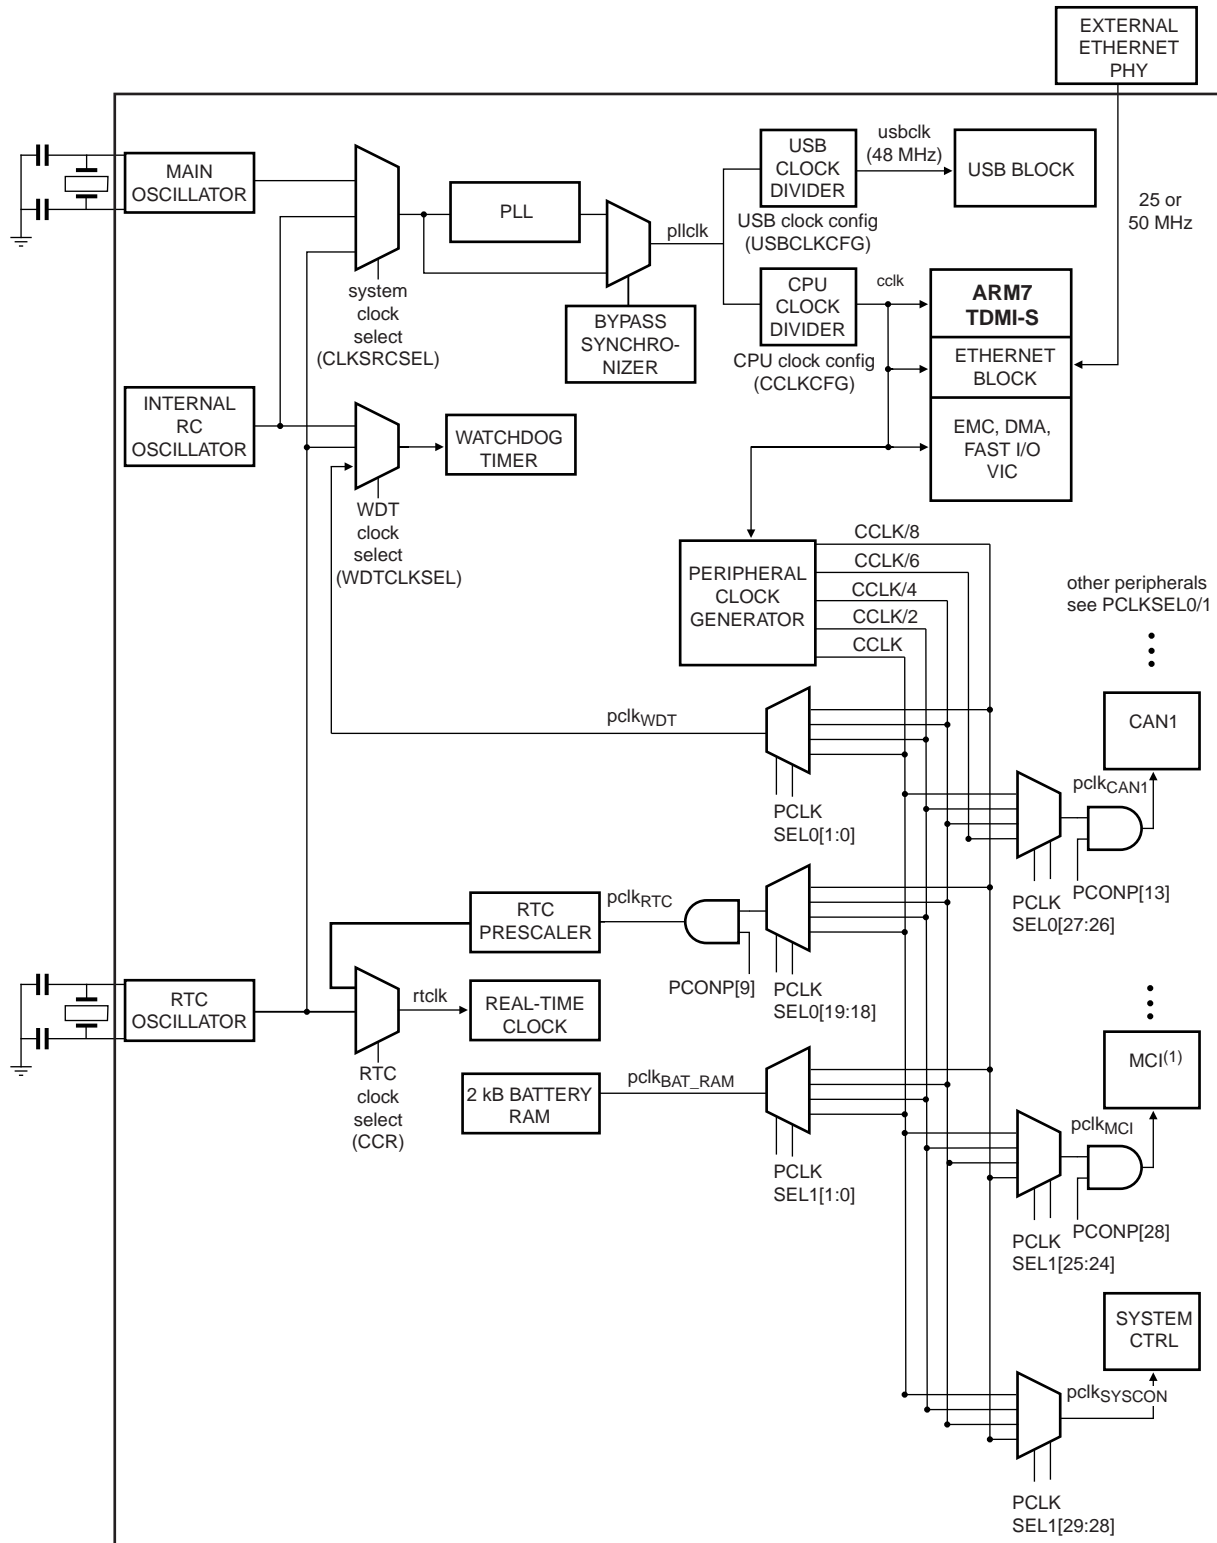 EXTERNAL
ETHERNET
PHY
MAIN
OSCILLATOR
PLL
pllclk
USB
CLOCK
DIVIDER
usbclk
(48 MHz)
USB BLOCK
USB clock config
(USBCLKCFG)
25 or
50 MHz
system
clock
select
(CLKSRCSEL)
BYPASS
SYNCHRO-
NIZER
CPU
CLOCK
DIVIDER
cclk
CPU clock config
(CCLKCFG)
ARM7
TDMI-S
ETHERNET
BLOCK
EMC, DMA,
FAST I/O
VIC
INTERNAL
RC
OSCILLATOR
WATCHDOG
TIMER
WDT
clock
select
(WDTCLKSEL)
PERIPHERAL
CLOCK
GENERATOR
CCLK/8
CCLK/6
CCLK/4
CCLK/2
CCLK
other peripherals
see PCLKSEL0/1
pclkWDT
PCLK
SEL0[1:0]
CAN1
pclkCAN1
PCONP[13]
PCLK
SEL0[27:26]
RTC
PRESCALER
pclkRTC
PCONP[9]
PCLK
SEL0[19:18]
RTC
OSCILLATOR
rtclk
REAL-TIME
CLOCK
RTC
clock
select
(CCR)
2 kB BATTERY
RAM
pclkBAT_RAM
PCLK
SEL1[1:0]
MCI(1)
pclkMCI
PCONP[28]
PCLK
SEL1[25:24]
SYSTEM
CTRL
pclkSYSCON
PCLK
SEL1[29:28]